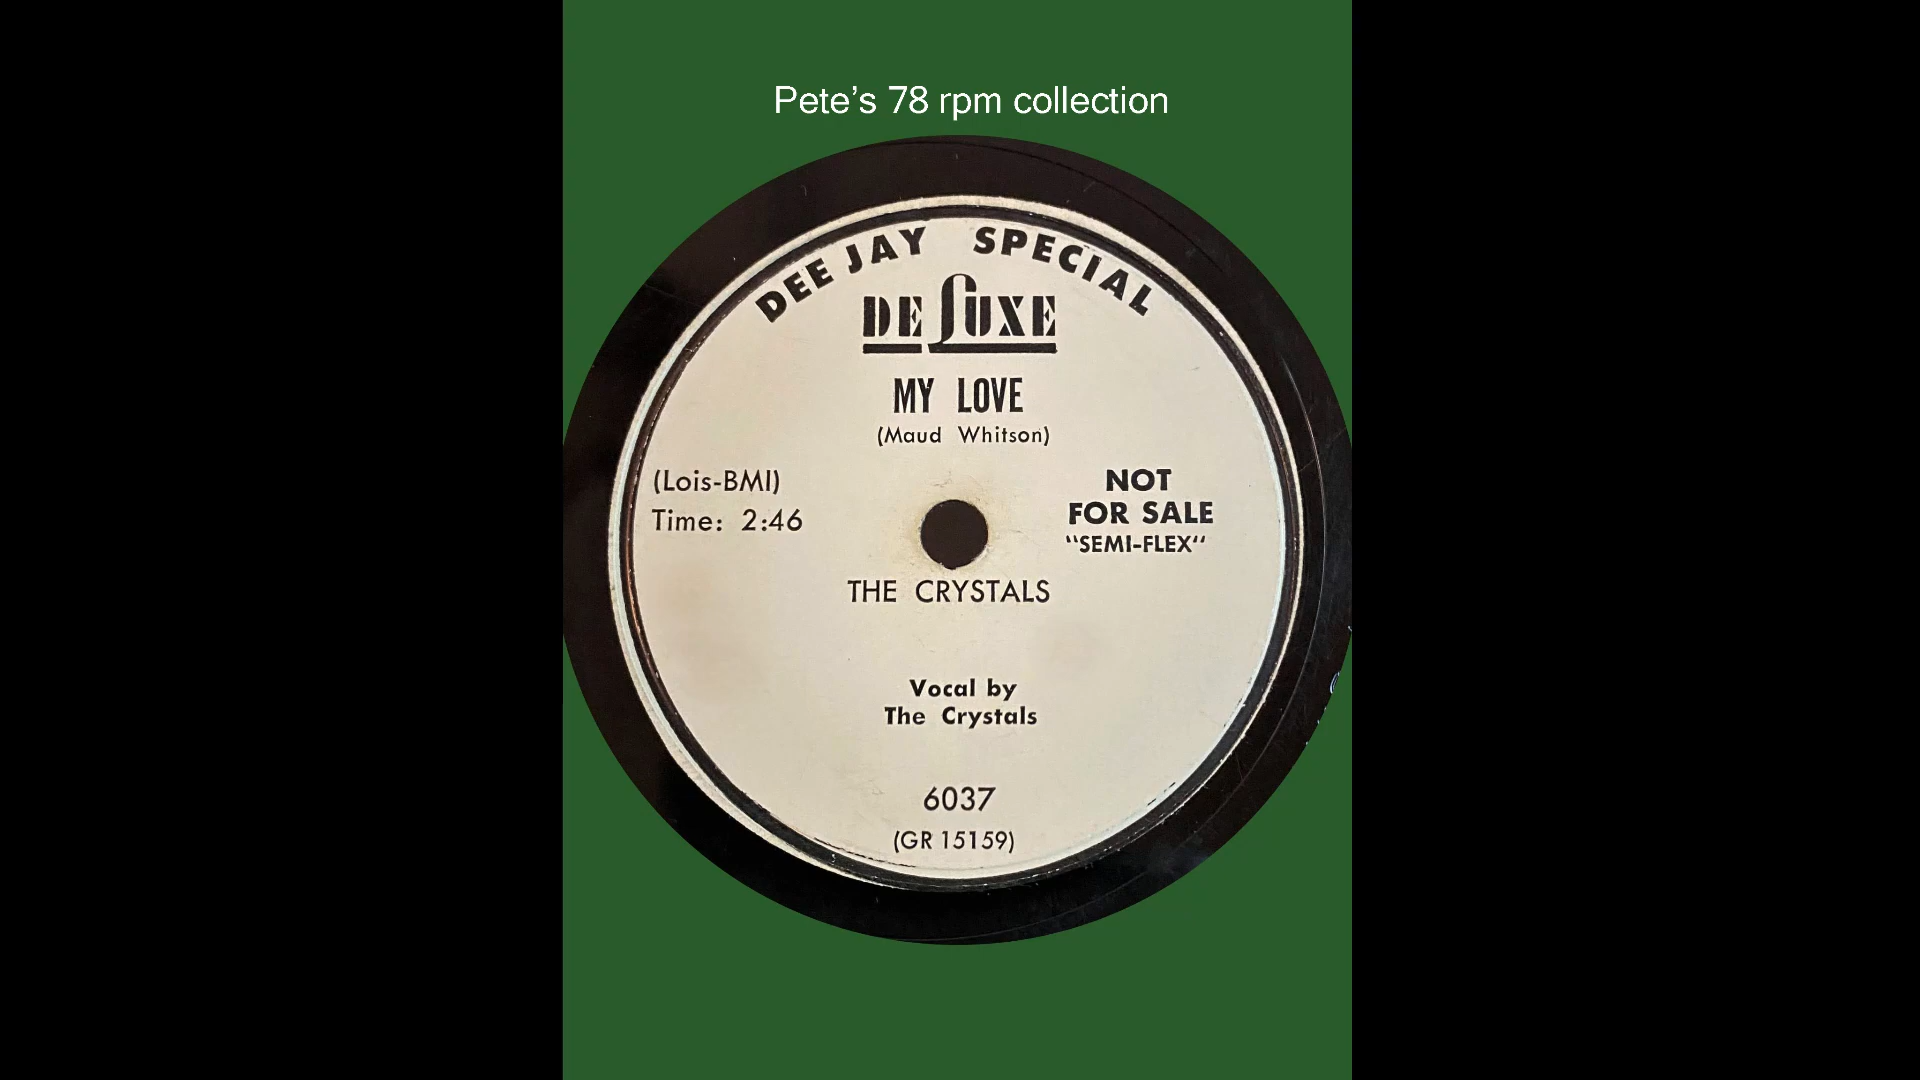 Pete’s 78 rpm collection
DEE JAY SPECIAL
DE LUXE
MY LOVE
(Maud Whitson)
(Lois-BMI)
Time: 2:46
NOT
FOR SALE
"SEMI-FLEX"
THE CRYSTALS
Vocal by
The Crystals
6037
(GR 15159)